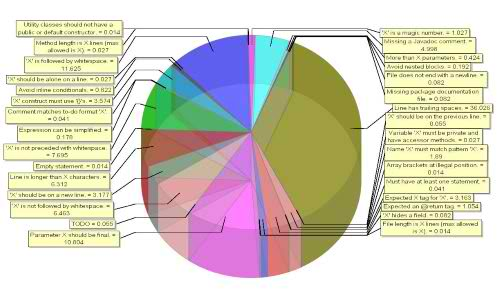 Utility classes should not have a
public or default constructor. = 0.014
Method length is X lines (max
allowed is X). = 0.027
'X' is followed by whitespace. =
11.625
'X' should be alone on a line. = 0.027
Avoid inline conditionals. = 0.822
'X' construct must use '{}'s. = 3.574
Comment matches to-do format 'X'.
= 0.041
Expression can be simplified. =
0.178
'X' is not preceded with whitespace. =
7.695
Empty statement. = 0.014
Line is longer than X characters. =
6.312
'X' should be on a new line. = 3.177
'X' is not followed by whitespace. =
6.463
TODO = 0.055
Parameter X should be final. =
10.804
'X' is a magic number. = 1.027
Missing a Javadoc comment. =
4.998
More than X parameters. = 0.424
Avoid nested blocks. = 0.192
File does not end with a newline. =
0.082
Missing package documentation
file. = 0.082
Line has trailing spaces. = 36.026
'X' should be on the previous line. =
0.055
Variable 'X' must be private and
have accessor methods. = 0.027
Name 'X' must match pattern 'X'. =
1.69
Array brackets at illegal position. =
0.014
Must have at least one statement. =
0.041
Expected X tag for 'X'. = 3.163
Expected an @return tag. = 1.054
'X' hides a field. = 0.082
File length is X lines (max allowed
is X). = 0.014